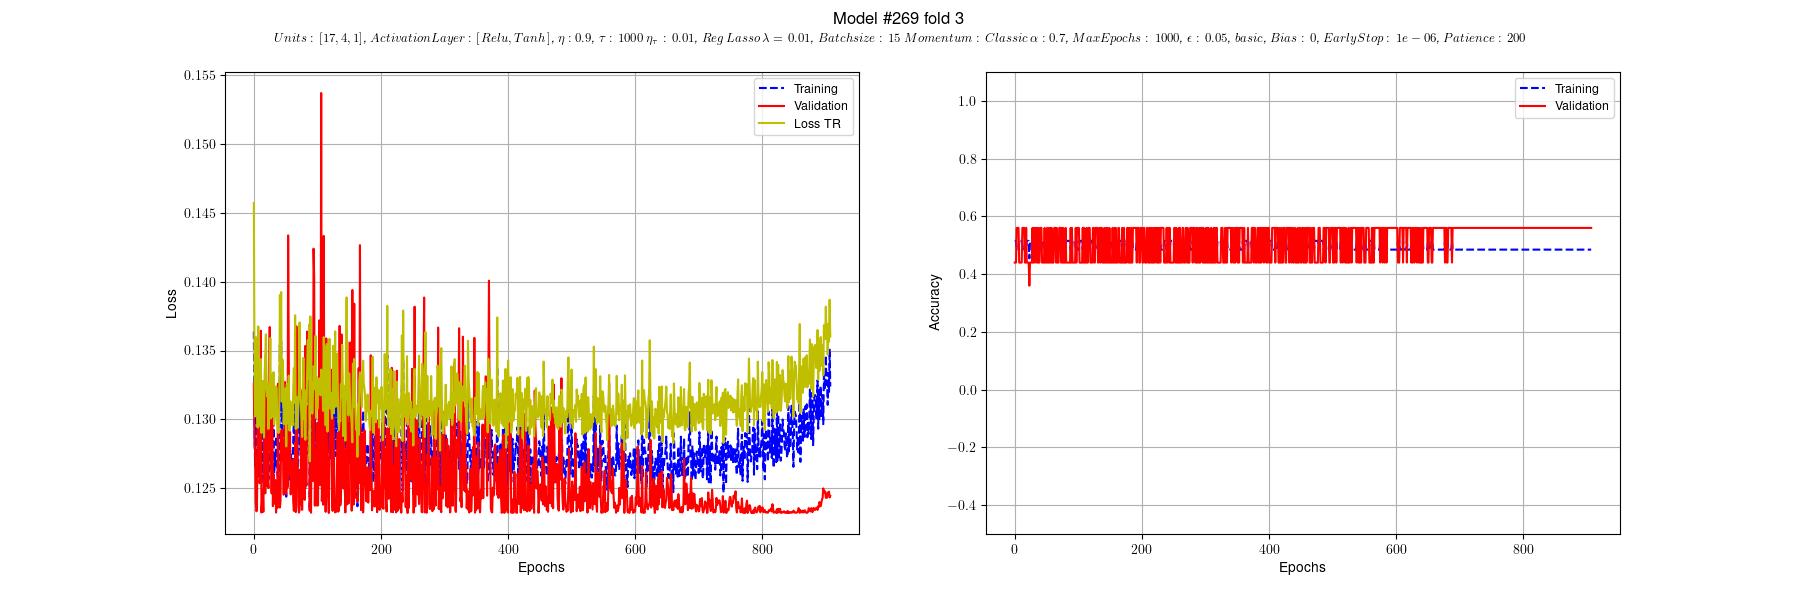 Model #269 fold 3
Units : [17, 4, 1], ActivationLayer : [Relu, Tanh], η : 0.9, τ : 1000 ητ : 0.01, Reg Lasso λ = 0.01, Batchsize : 15 Momentum : Classic α : 0.7, MaxEpochs : 1000, ϵ : 0.05, basic, Bias : 0, EarlyStop : 1e − 06, Patience : 200
0.155
0.150
0.145
0.140
0.135
0.130
0.125
Loss
0 200 400 600 800
Epochs
Training
Validation
Loss TR
1.0
0.8
0.6
0.4
0.2
0.0
−0.2
−0.4
Accuracy
0 200 400 600 800
Epochs
Training
Validation